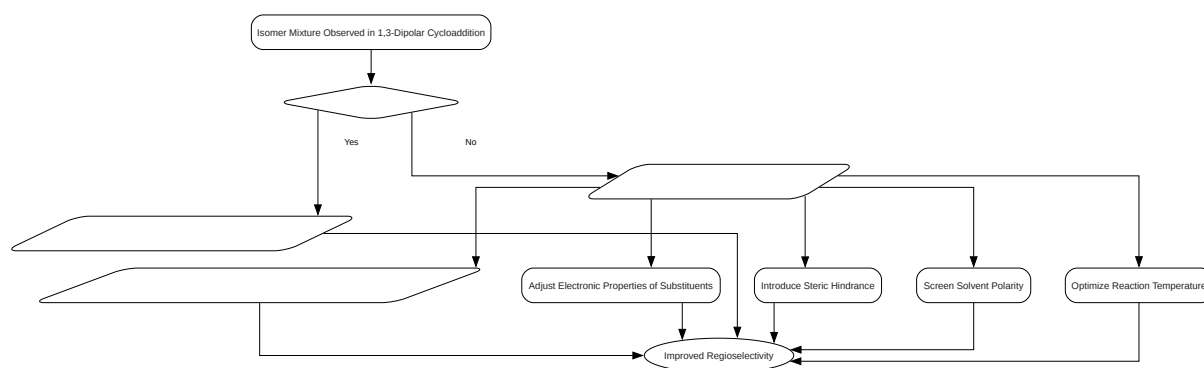 Isomer Mixture Observed in 1,3-Dipolar Cycloaddition
Yes
No
Adjust Electronic Properties of Substituents
Introduce Steric Hindrance
Screen Solvent Polarity
Optimize Reaction Temperature
Improved Regioselectivity